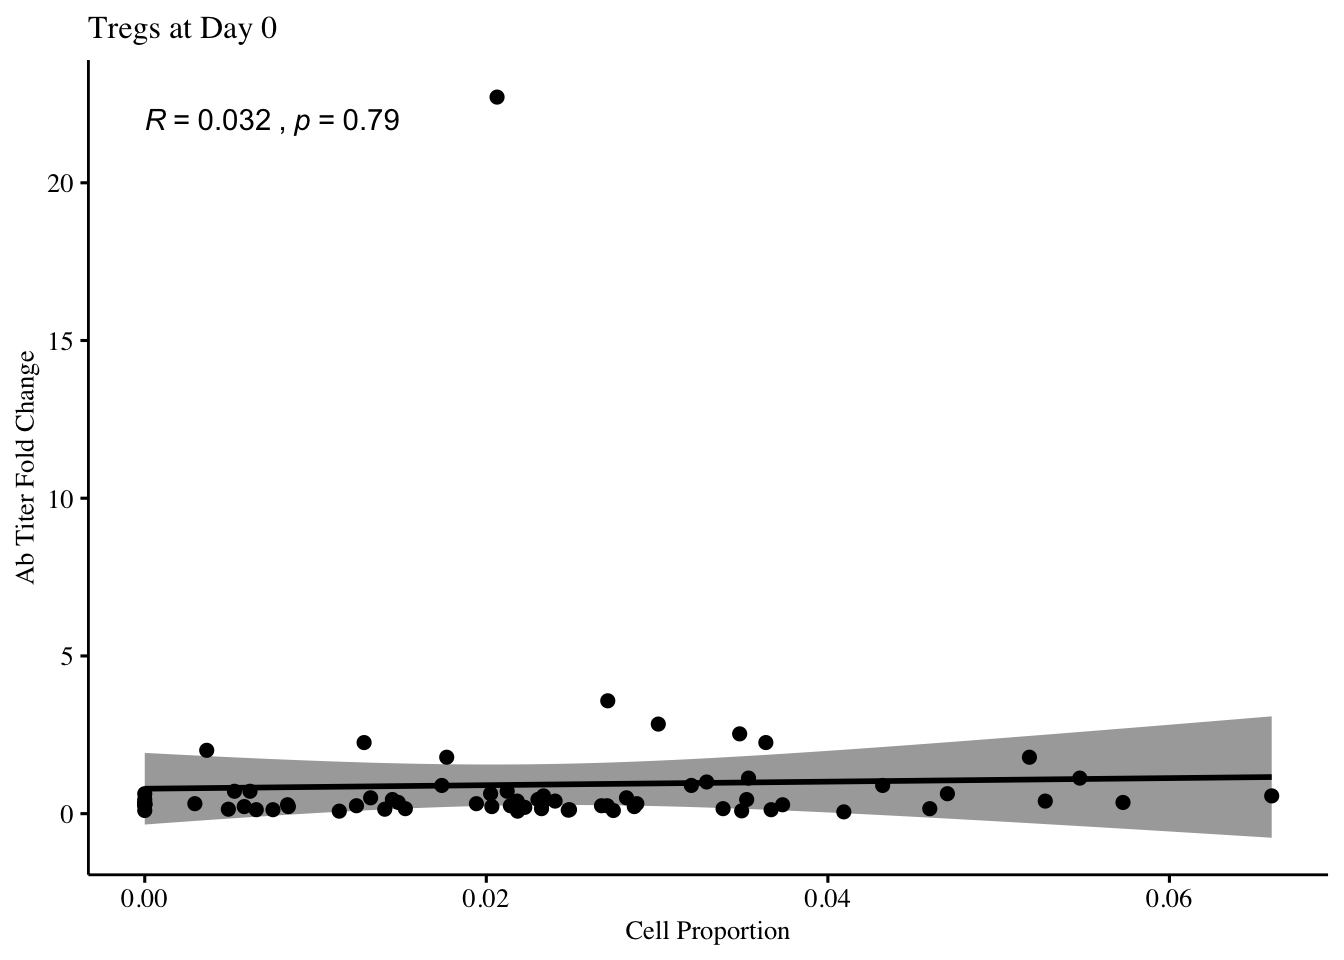 Tregs at Day 0
R = 0.032 , p = 0.79
20
15
10
5
0
Ab Titer Fold Change
0.00 0.02 0.04 0.06
Cell Proportion